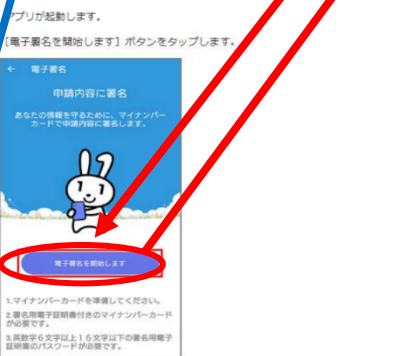 アプリが起動します。
［電子署名を開始します］ボタンをタップします。
← 電子署名
申請内容に署名
あなたの情報を守るために、マイナンバー
カードで申請内容に署名します。
電子署名を開始します
1.マイナンバーカードを準備してください。
2.署名用電子証明書付きのマイナンバーカード
が必要です。
3.英数字６文字以上１６文字以下の署名用電子
証明書のパスワードが必要です。